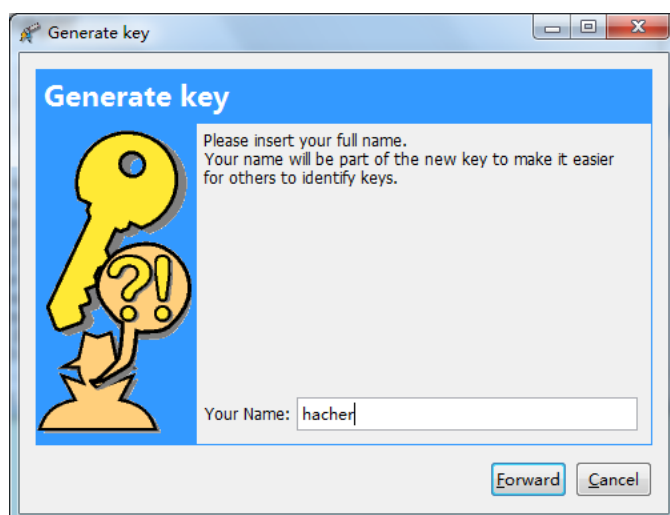 Generate key
Generate key
Please insert your full name.
Your name will be part of the new key to make it easier
for others to identify keys.
?!
Your Name: hacher
Forward Cancel